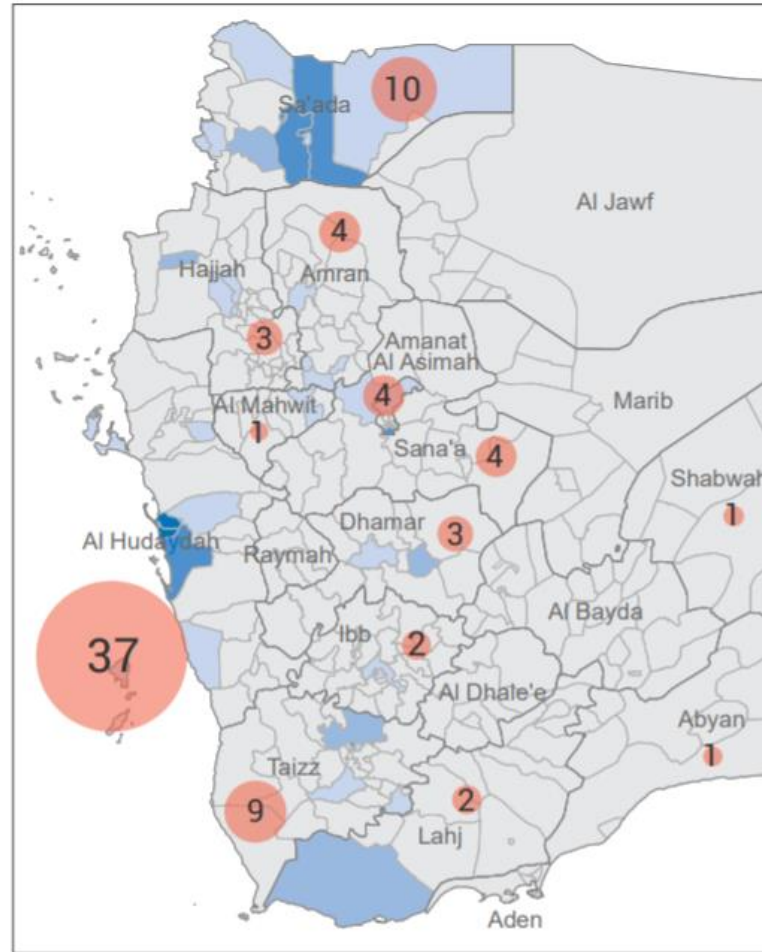 10
Sa'ada
Al Jawf
4
Hajjah
Amran
3
Amanat
Al Asimah
4
Marib
Al Mahwit
1
Sana'a
4
Shabwah
1
Dhamar
3
Al Hudaydah
Raymah
Al Bayda
37
Ibb
2
Al Dhale'e
Abyan
1
Taizz
9
2
Lahj
Aden